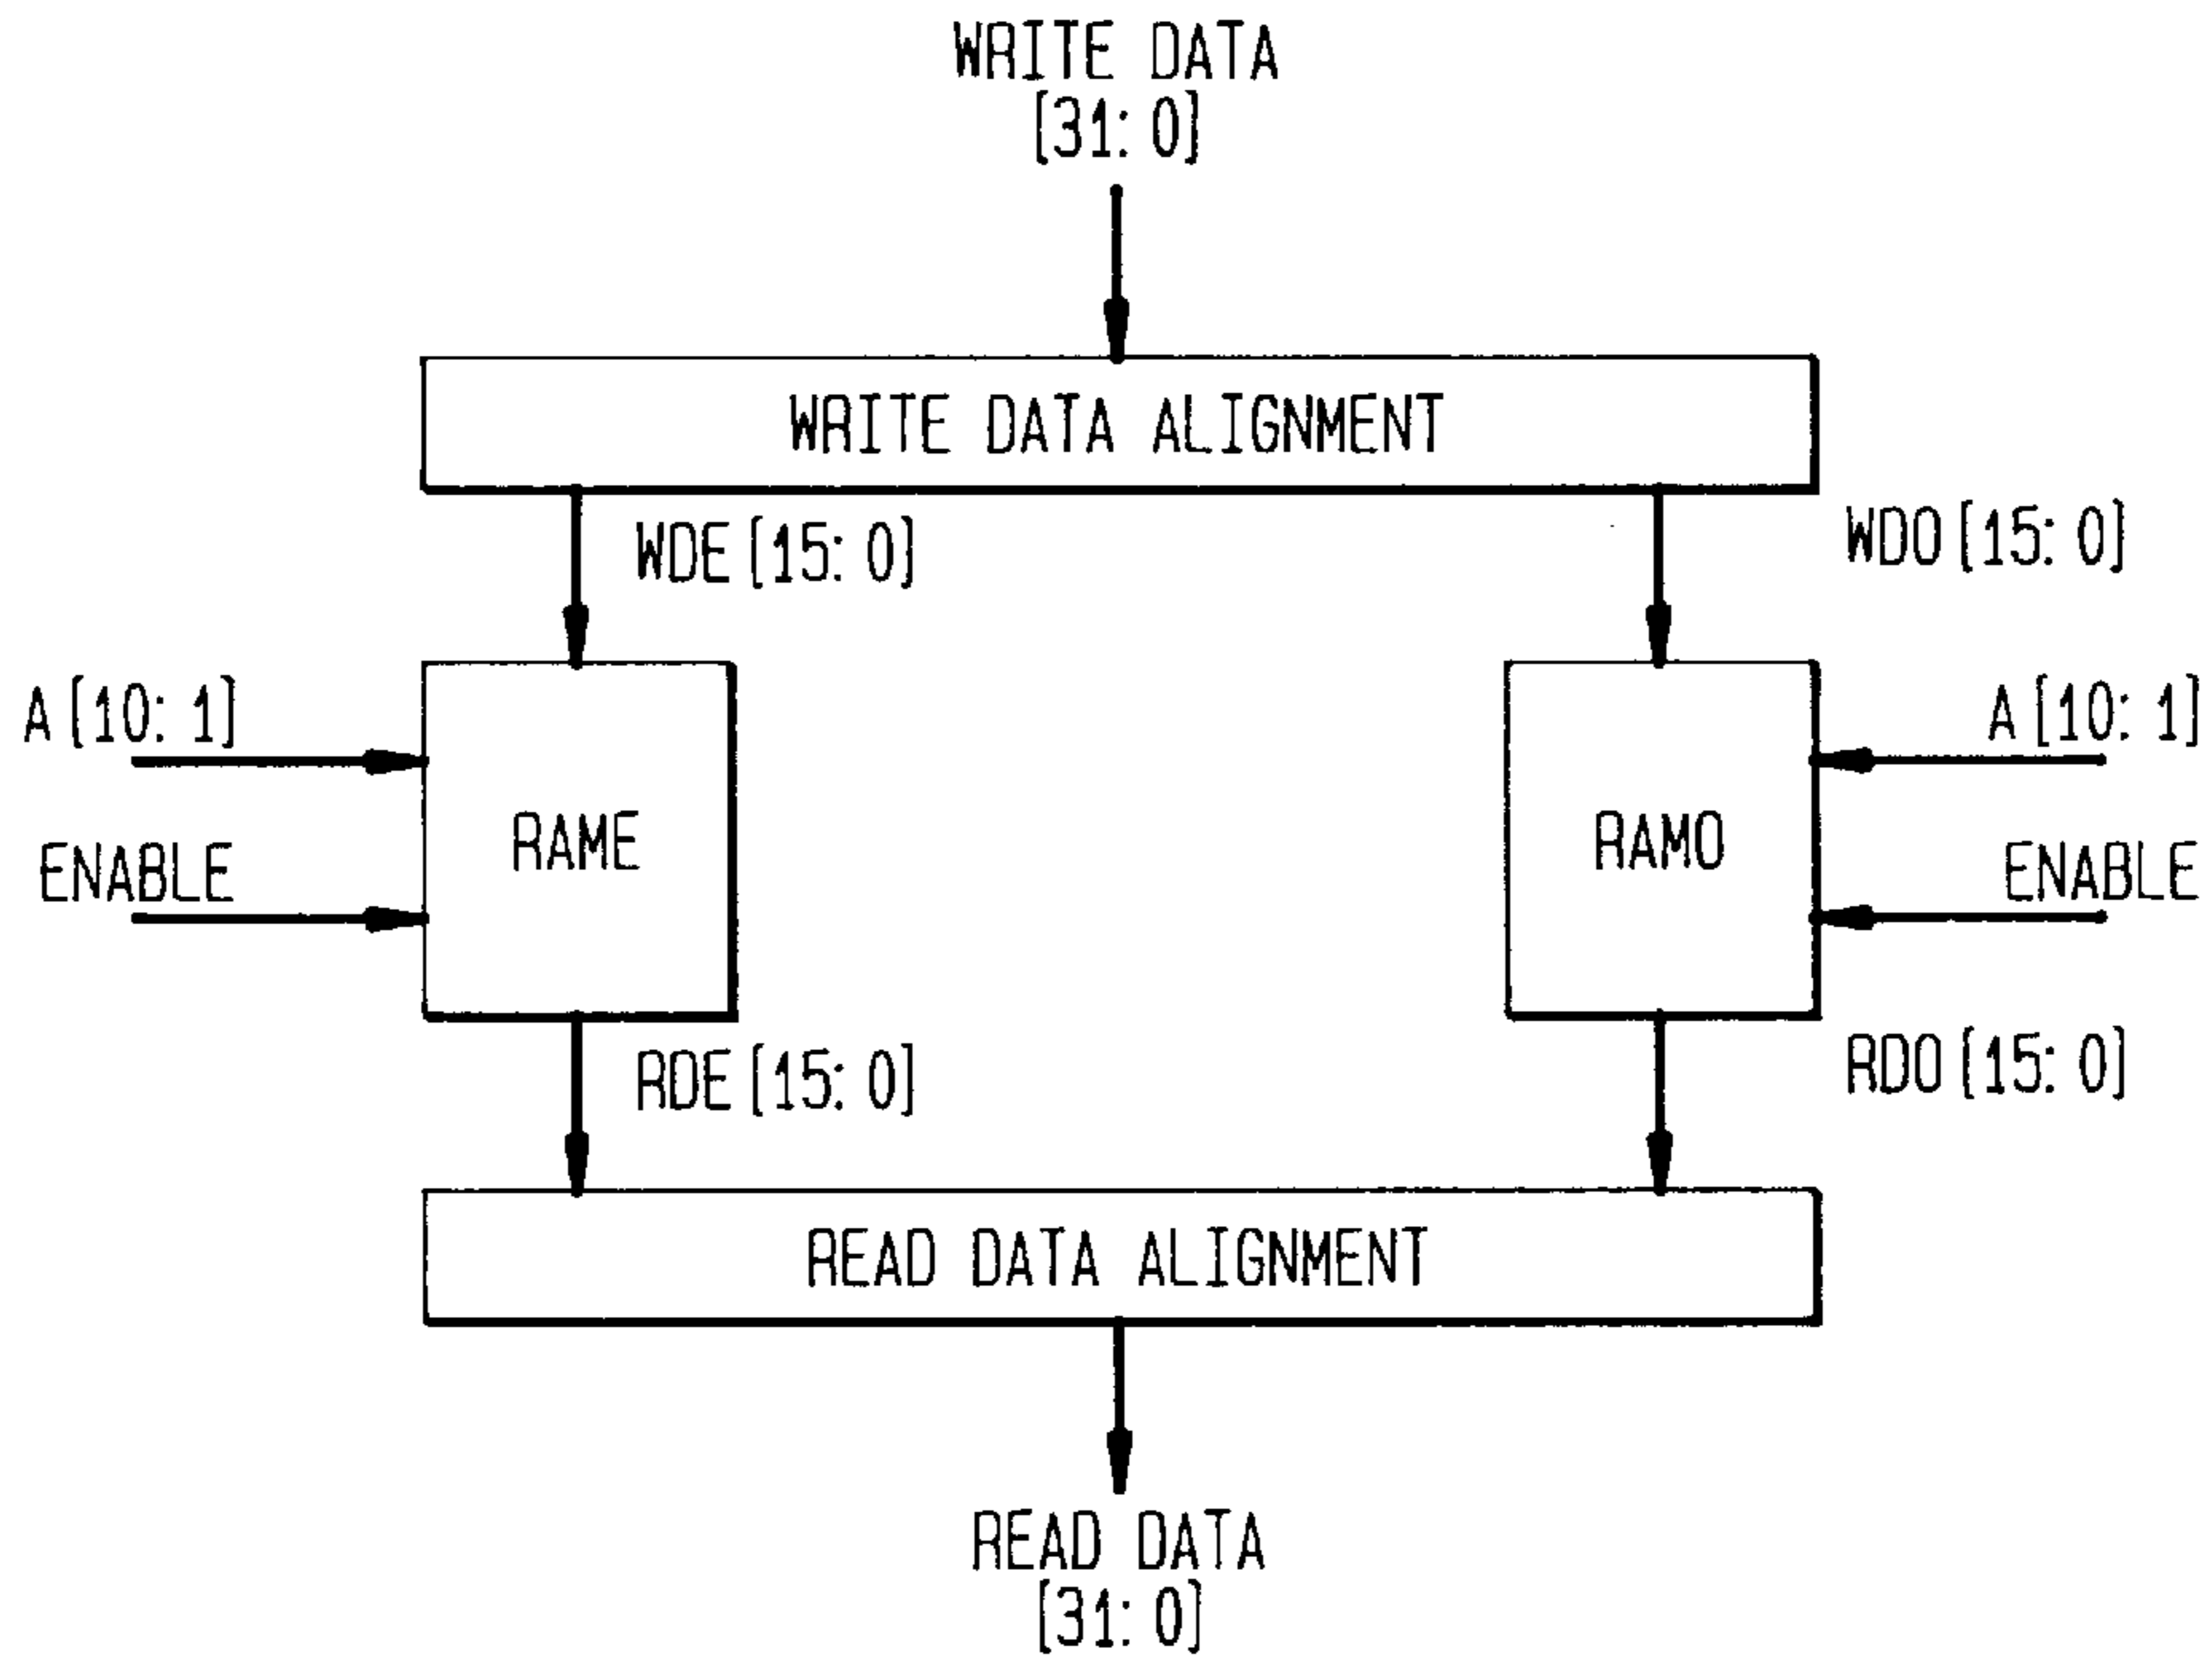 WRITE DATA
[31: 0]
WRITE DATA ALIGNMENT
WDE [15: 0]
WDO [15: 0]
A [10: 1]
A [10: 1]
RAME
RAMO
ENABLE
ENABLE
RDE [15: 0]
RDO [15: 0]
READ DATA ALIGNMENT
READ DATA
[31: 0]